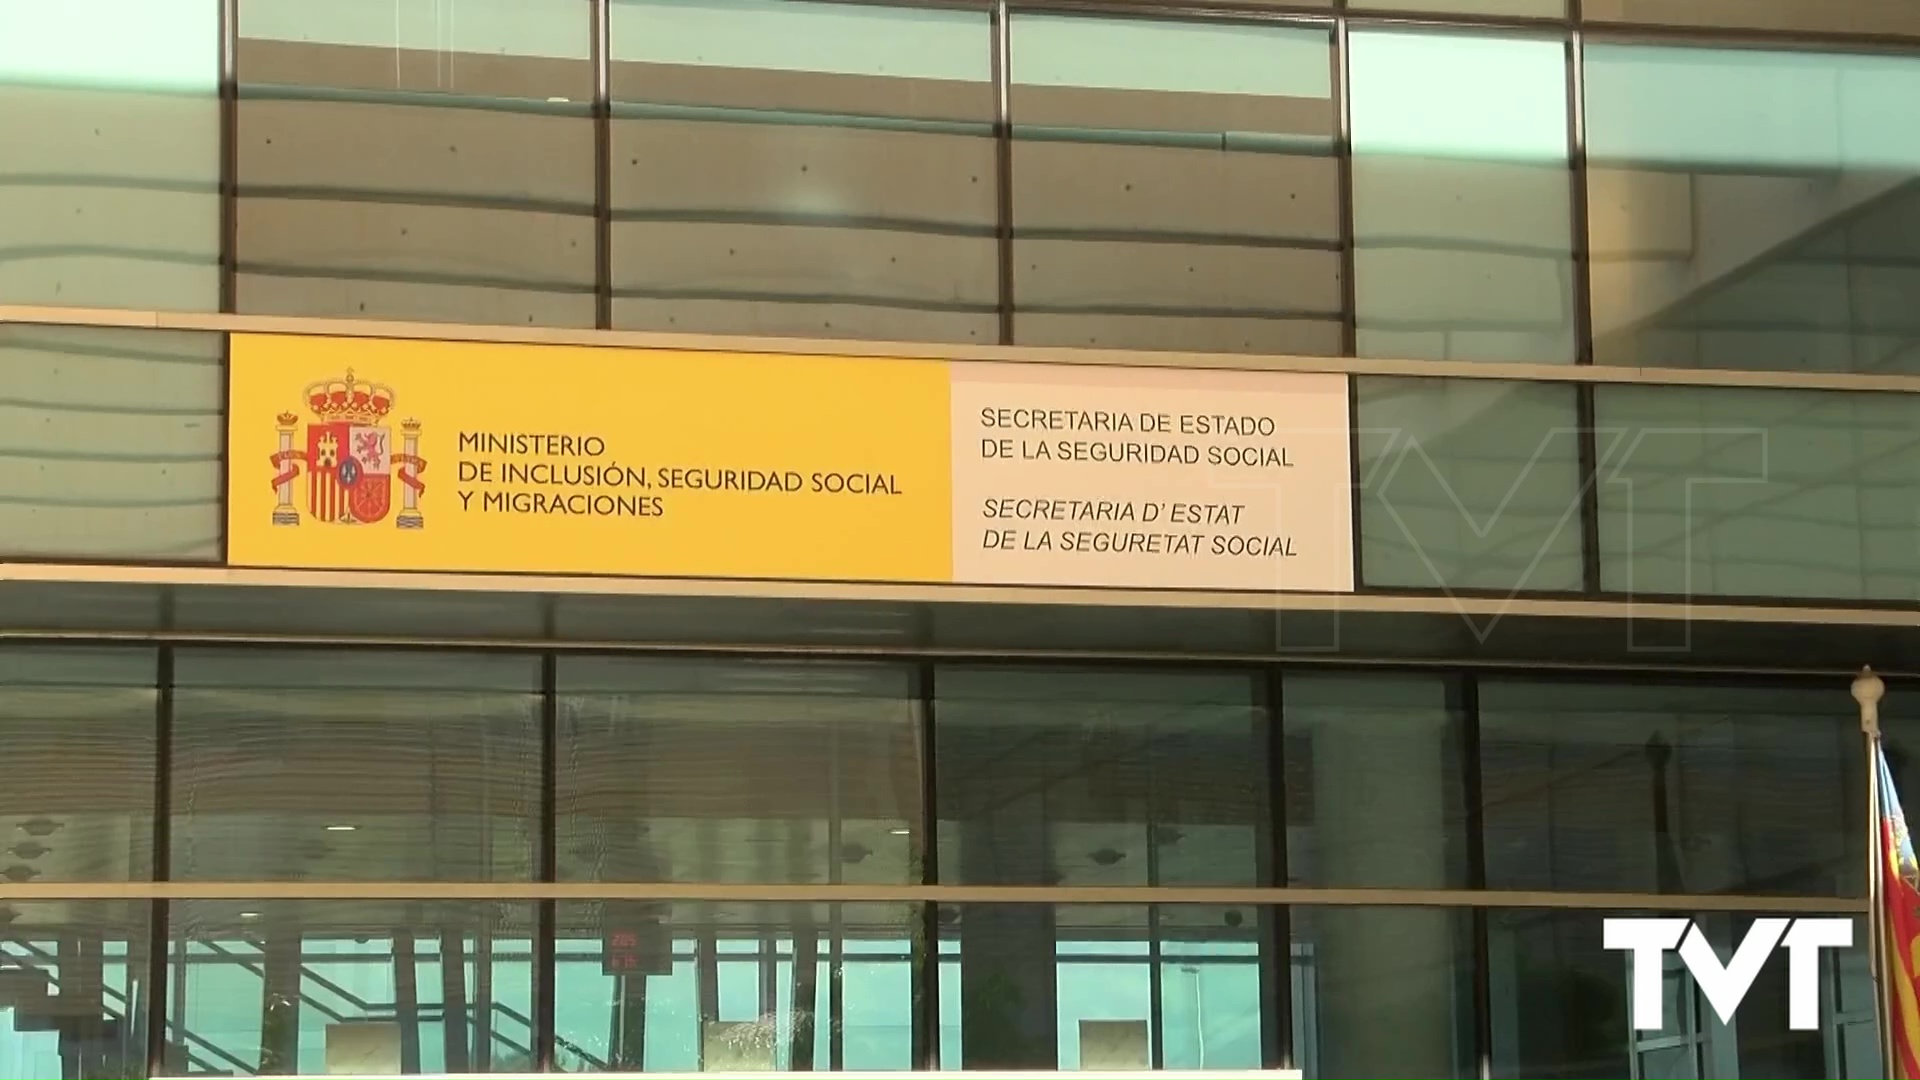 MINISTERIO
DE INCLUSIÓN, SEGURIDAD SOCIAL
Y MIGRACIONES
SECRETARIA DE ESTADO
DE LA SEGURIDAD SOCIAL
SECRETARIA D' ESTAT
DE LA SEGURETAT SOCIAL
TVT
TVT